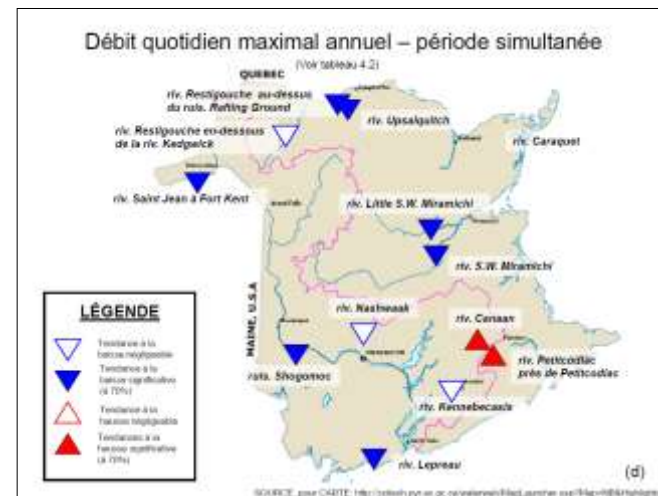 Débit quotidien maximal annuel – période simultanée
(Voir tableau 4.2)
QUEBEC
riv. Restigouche au-dessus
du ruis. Rafting Ground
riv. Upsalquitch
riv. Restigouche en-dessous
de la riv. Kedgwick
riv. Caraquet
riv. Saint Jean à Fort Kent
riv. Little S.W. Miramichi
riv. S.W. Miramichi
MAINE, U.S.A
riv. Nashwaak
riv. Canaan
riv. Petitcodiac
près de Petitcodiac
ruis. Shogomoc
riv. Kennebecasis
riv. Lepreau
LÉGENDE
Tendance à la
baisse négligeable
Tendance à la
baisse significative
(à 70%)
Tendance à la
hausse négligeable
Tendances à la
hausse significative
(à 70%)
(d)
SOURCE pour CARTE: